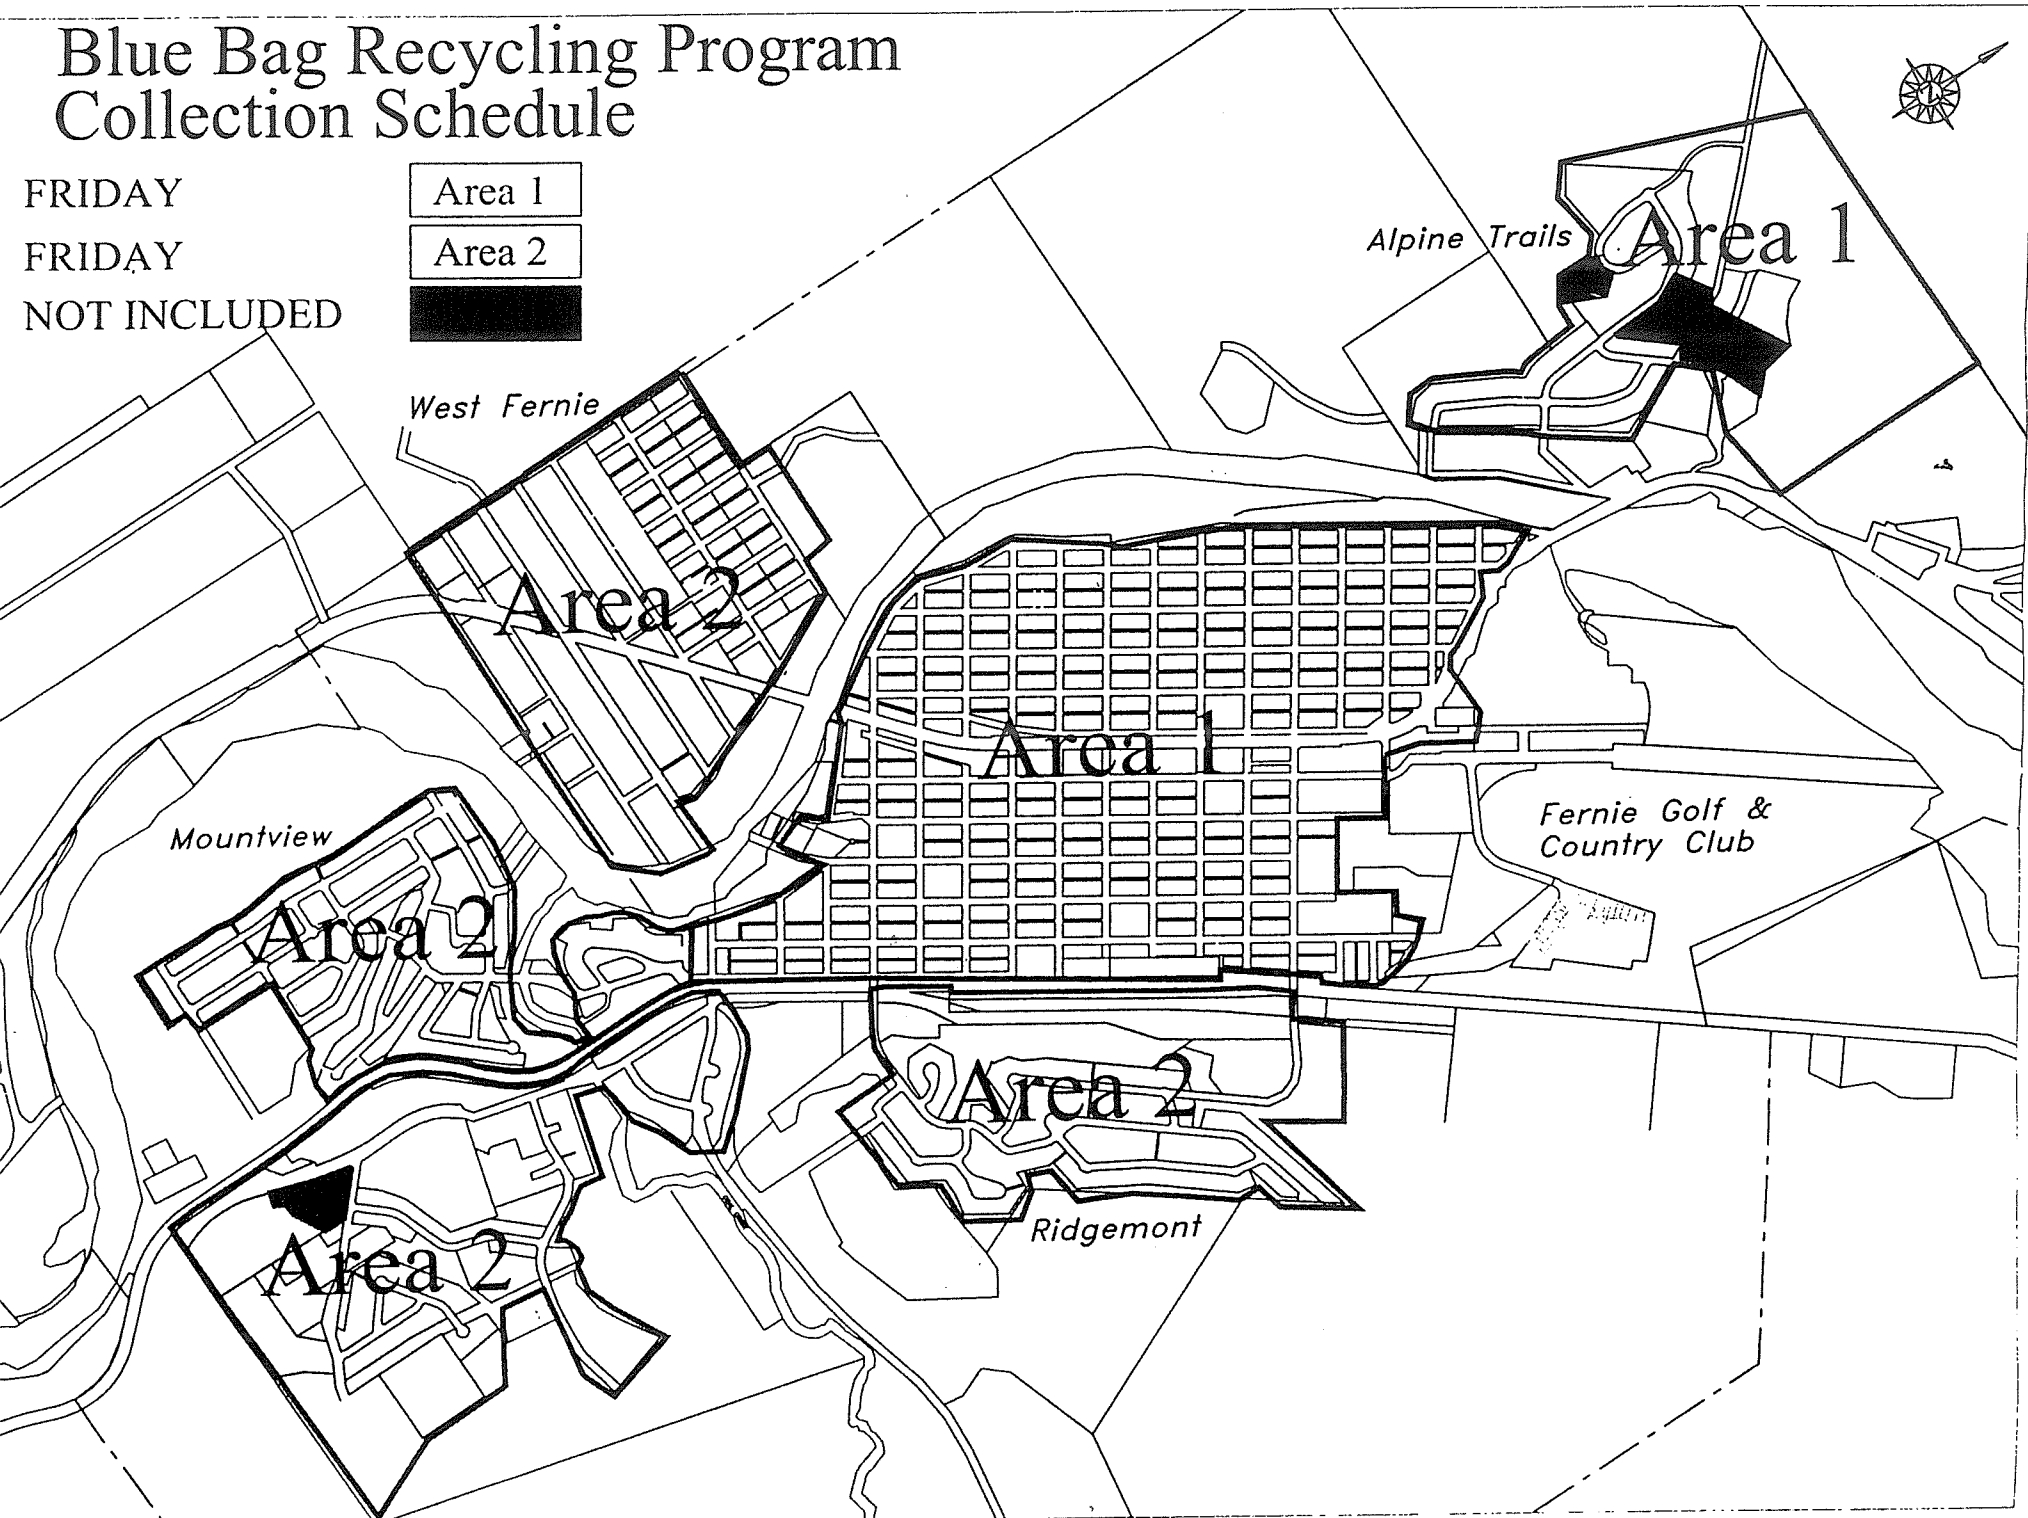 Blue Bag Recycling Program
Collection Schedule
FRIDAY Area 1
FRIDAY Area 2
NOT INCLUDED
Alpine Trails
Area 1
West Fernie
Area 2
Area 1
Mountview
Area 2
Fernie Golf &
Country Club
Area 2
Ridgemont
Area 2